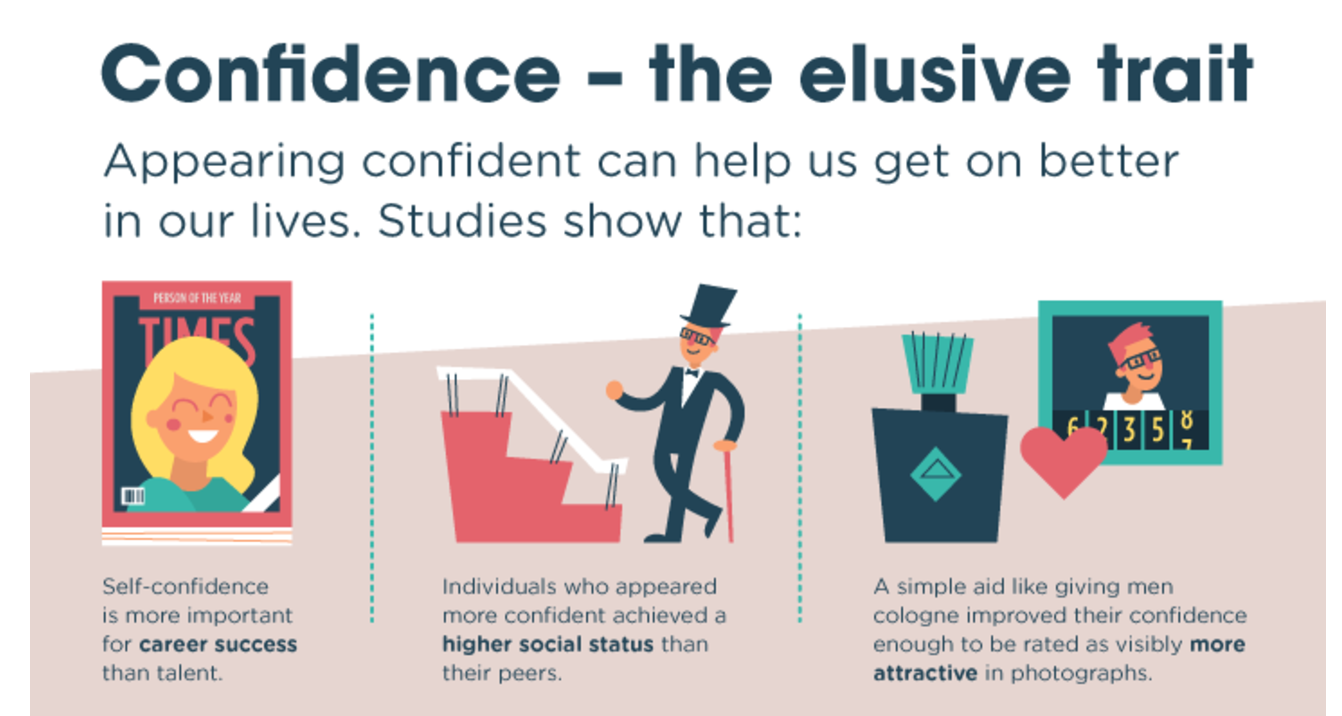 Confidence – the elusive trait
Appearing confident can help us get on better
in our lives. Studies show that:
PERSON OF THE YEAR
TIMES
6 2 3 5 8
7
Self-confidence
is more important
for career success
than talent.
Individuals who appeared
more confident achieved a
higher social status than
their peers.
A simple aid like giving men
cologne improved their confidence
enough to be rated as visibly more
attractive in photographs.